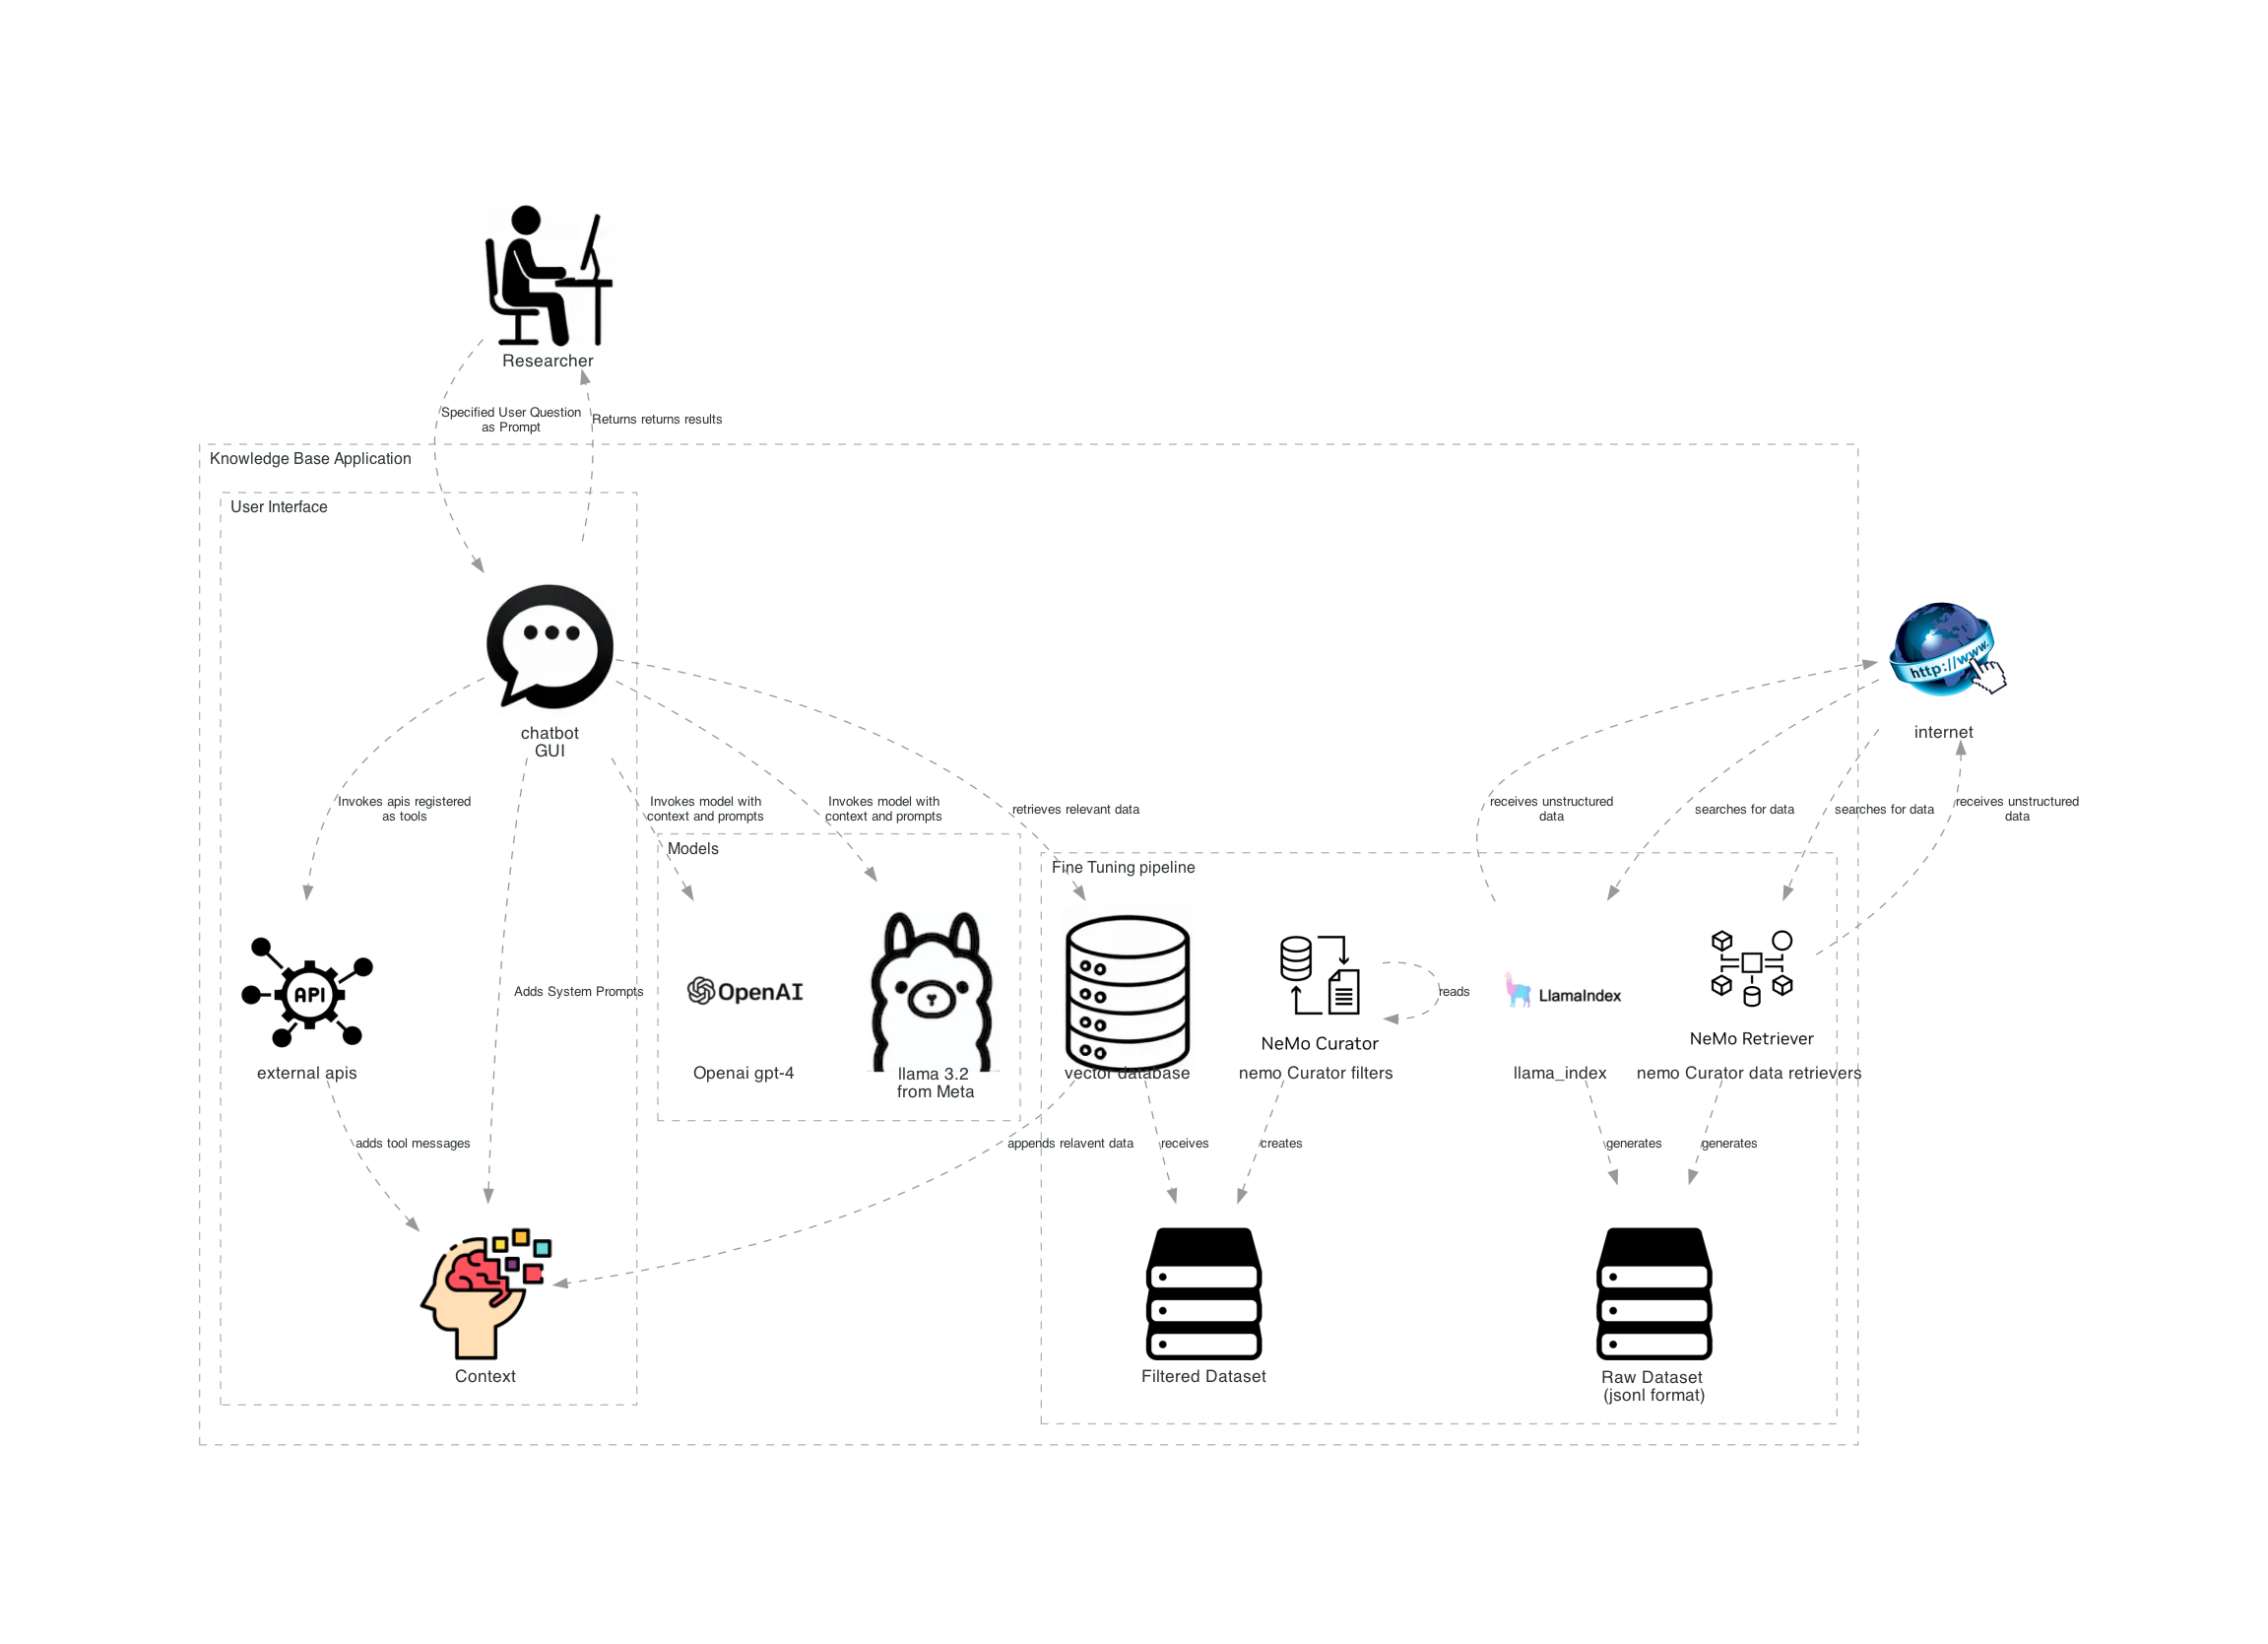 Researcher
Specified User Question
as Prompt
Returns returns results
Knowledge Base Application
User Interface
http://www.
chatbot
GUI
internet
Invokes apis registered
as tools
Invokes model with
context and prompts
Invokes model with
context and prompts
retrieves relevant data
receives unstructured
data
searches for data
searches for data
receives unstructured
data
Models
Fine Tuning pipeline
API
Adds System Prompts
OpenAI
reads
LlamaIndex
NeMo Curator
NeMo Retriever
external apis
Openai gpt-4
llama 3.2
from Meta
vector database
nemo Curator filters
llama_index
nemo Curator data retrievers
adds tool messages
appends relavent data
receives
creates
generates
generates
Context
Filtered Dataset
Raw Dataset
(jsonl format)